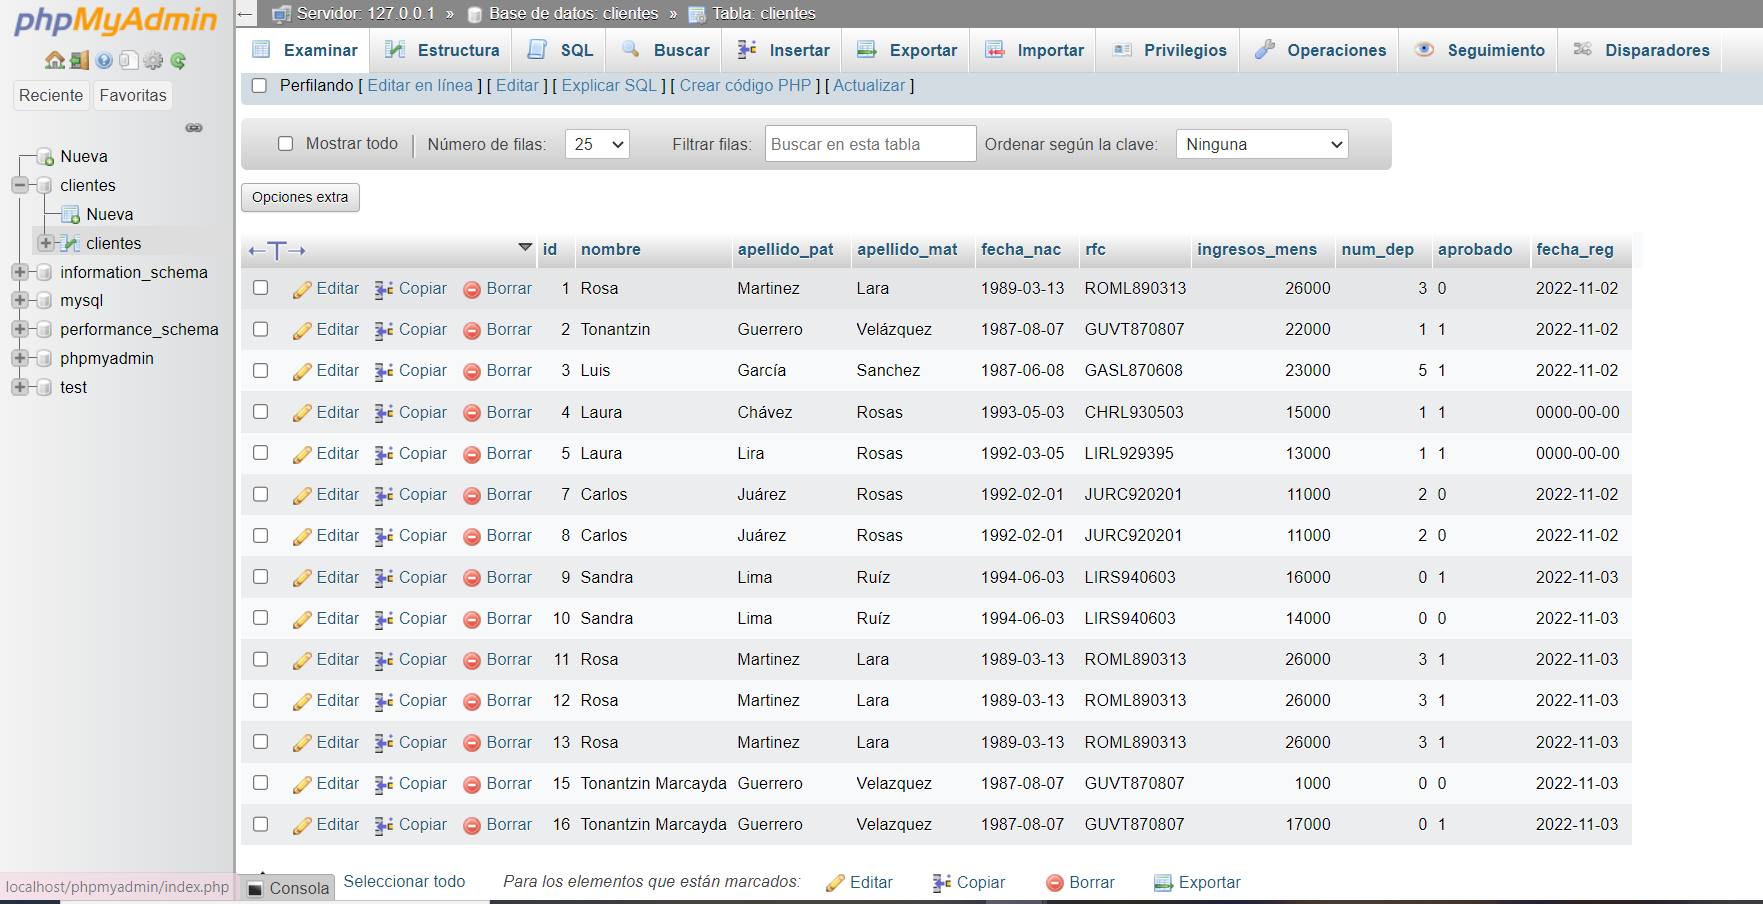 phpMyAdmin
Reciente Favoritas
Nueva
clientes
Nueva
clientes
information_schema
mysql
performance_schema
phpmyadmin
test
localhost/phpmyadmin/index.php
← Servidor: 127.0.0.1 » Base de datos: clientes » Tabla: clientes
Examinar Estructura SQL Buscar Insertar Exportar Importar Privilegios Operaciones Seguimiento Disparadores
Perfilando [ Editar en línea ] [ Editar ] [ Explicar SQL ] [ Crear código PHP ] [ Actualizar ]
Mostrar todo | Número de filas: 25 Filtrar filas: Buscar en esta tabla Ordenar según la clave: Ninguna
Opciones extra
←T→ id nombre apellido_pat apellido_mat fecha_nac rfc ingresos_mens num_dep aprobado fecha_reg
Editar Copiar Borrar 1 Rosa Martinez Lara 1989-03-13 ROML890313 26000 3 0 2022-11-02
Editar Copiar Borrar 2 Tonantzin Guerrero Velázquez 1987-08-07 GUVT870807 22000 1 1 2022-11-02
Editar Copiar Borrar 3 Luis García Sanchez 1987-06-08 GASL870608 23000 5 1 2022-11-02
Editar Copiar Borrar 4 Laura Chávez Rosas 1993-05-03 CHRL930503 15000 1 1 0000-00-00
Editar Copiar Borrar 5 Laura Lira Rosas 1992-03-05 LIRL929395 13000 1 1 0000-00-00
Editar Copiar Borrar 7 Carlos Juárez Rosas 1992-02-01 JURC920201 11000 2 0 2022-11-02
Editar Copiar Borrar 8 Carlos Juárez Rosas 1992-02-01 JURC920201 11000 2 0 2022-11-02
Editar Copiar Borrar 9 Sandra Lima Ruíz 1994-06-03 LIRS940603 16000 0 1 2022-11-03
Editar Copiar Borrar 10 Sandra Lima Ruíz 1994-06-03 LIRS940603 14000 0 0 2022-11-03
Editar Copiar Borrar 11 Rosa Martinez Lara 1989-03-13 ROML890313 26000 3 1 2022-11-03
Editar Copiar Borrar 12 Rosa Martinez Lara 1989-03-13 ROML890313 26000 3 1 2022-11-03
Editar Copiar Borrar 13 Rosa Martinez Lara 1989-03-13 ROML890313 26000 3 1 2022-11-03
Editar Copiar Borrar 15 Tonantzin Marcayda Guerrero Velazquez 1987-08-07 GUVT870807 1000 0 0 2022-11-03
Editar Copiar Borrar 16 Tonantzin Marcayda Guerrero Velazquez 1987-08-07 GUVT870807 17000 0 1 2022-11-03
Consola Seleccionar todo Para los elementos que están marcados: Editar Copiar Borrar Exportar